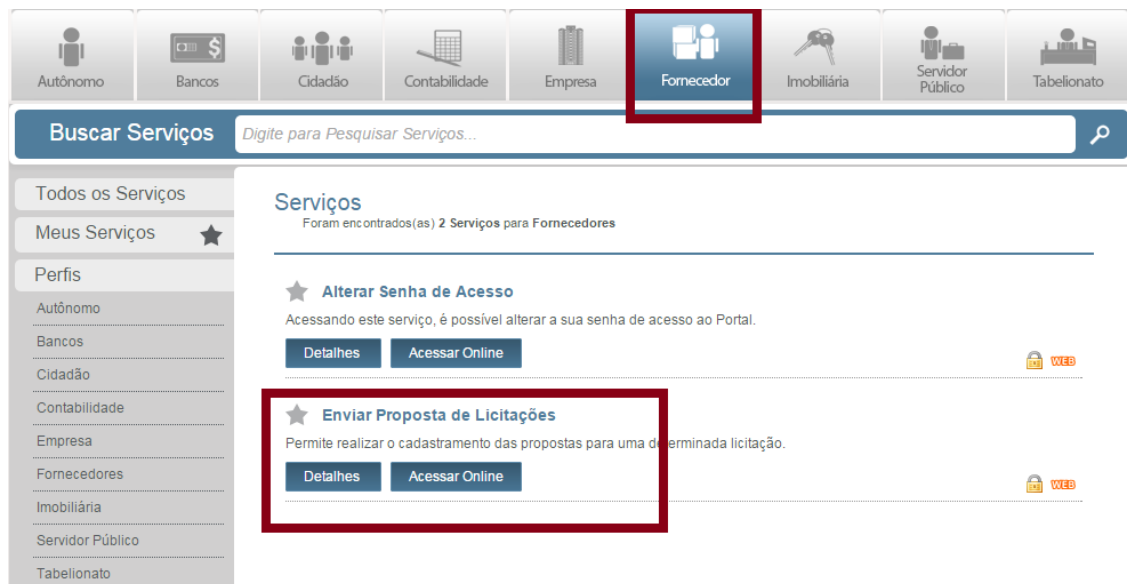 Autônomo
Bancos
Cidadão
Contabilidade
Empresa
Fornecedor
Imobiliária
Servidor
Público
Tabelionato
Buscar Serviços
Digite para Pesquisar Serviços...
Todos os Serviços
Meus Serviços
Perfis
Autônomo
Bancos
Cidadão
Contabilidade
Empresa
Fornecedores
Imobiliária
Servidor Público
Tabelionato
Serviços
Foram encontrados(as) 2 Serviços para Fornecedores
Alterar Senha de Acesso
Acessando este serviço, é possível alterar a sua senha de acesso ao Portal.
Detalhes
Acessar Online
WEB
Enviar Proposta de Licitações
Permite realizar o cadastramento das propostas para uma determinada licitação.
Detalhes
Acessar Online
WEB